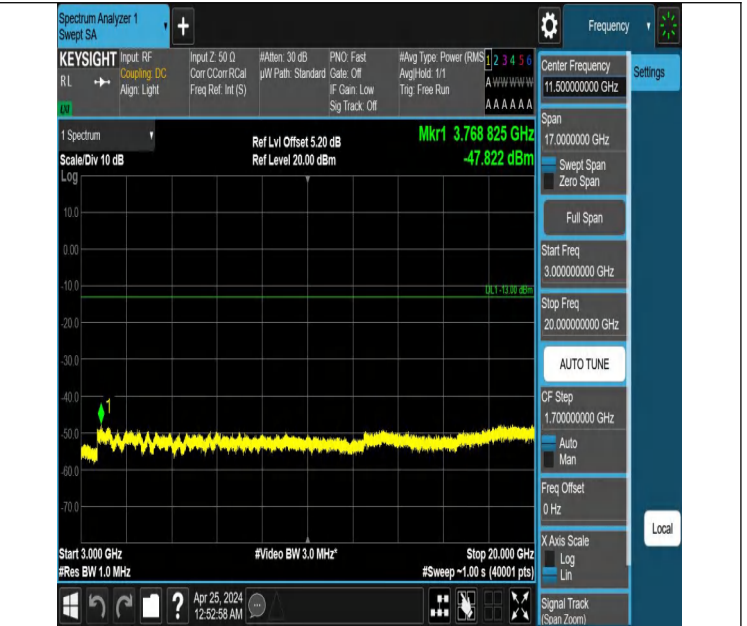 Spectrum Analyzer 1
Swept SA
+
Frequency
KEYSIGHT
RL
LNI
Input: RF
Coupling: DC
Align: Light
Input Z: 50 Ω
Corr CCorr RCal
Freq Ref: Int (S)
#Atten: 30 dB
µW Path: Standard
PNO: Fast
Gate: Off
IF Gain: Low
Sig Track: Off
#Avg Type: Power (RMS
Avg|Hold: 1/1
Trig: Free Run
1 2 3 4 5 6
A W W W W W
A A A A A A
Center Frequency
11.500000000 GHz
Settings
1 Spectrum
Scale/Div 10 dB
Log
Ref Lvl Offset 5.20 dB
Ref Level 20.00 dBm
Mkr1 3.768 825 GHz
-47.822 dBm
Span
17.0000000 GHz
Swept Span
Zero Span
Full Span
Start Freq
3.000000000 GHz
Stop Freq
20.000000000 GHz
AUTO TUNE
CF Step
1.700000000 GHz
Auto
Man
Freq Offset
0 Hz
X Axis Scale
Log
Lin
Local
Signal Track
(Span Zoom)
10.0
0.00
-10.0
DL1 -13.00 dBm
-20.0
-30.0
-40.0
1
-50.0
-60.0
-70.0
Start 3.000 GHz
#Res BW 1.0 MHz
#Video BW 3.0 MHz*
Stop 20.000 GHz
#Sweep ~1.00 s (40001 pts)
?
Apr 25, 2024
12:52:58 AM